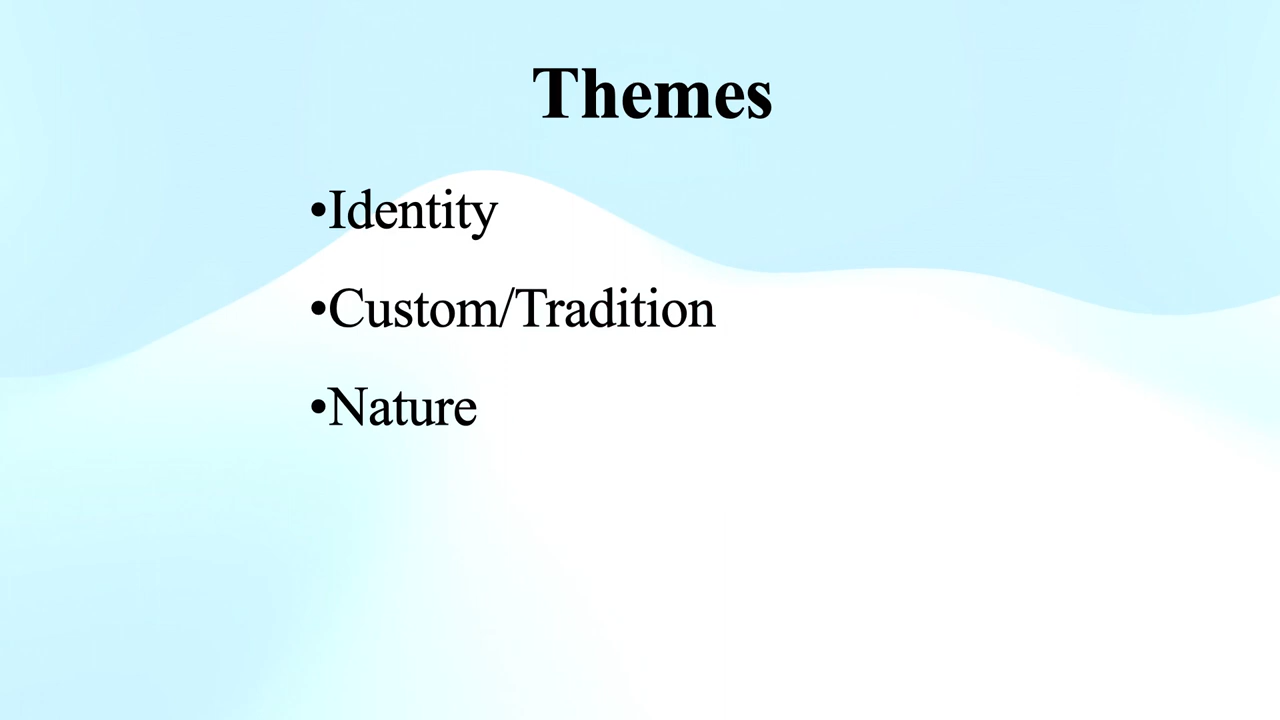 Themes
•Identity
•Custom/Tradition
•Nature